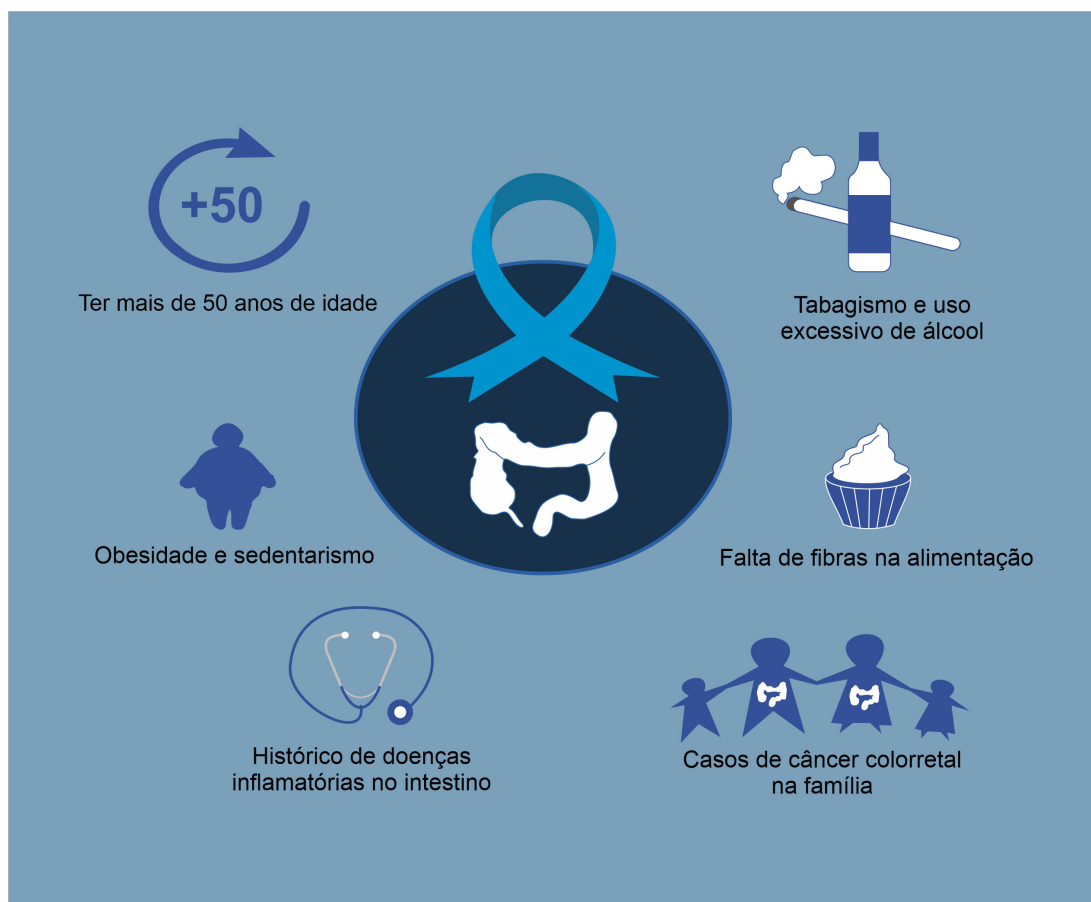 +50
Ter mais de 50 anos de idade
Tabagismo e uso
excessivo de álcool
Obesidade e sedentarismo
Falta de fibras na alimentação
Histórico de doenças
inflamatórias no intestino
Casos de câncer colorretal
na família